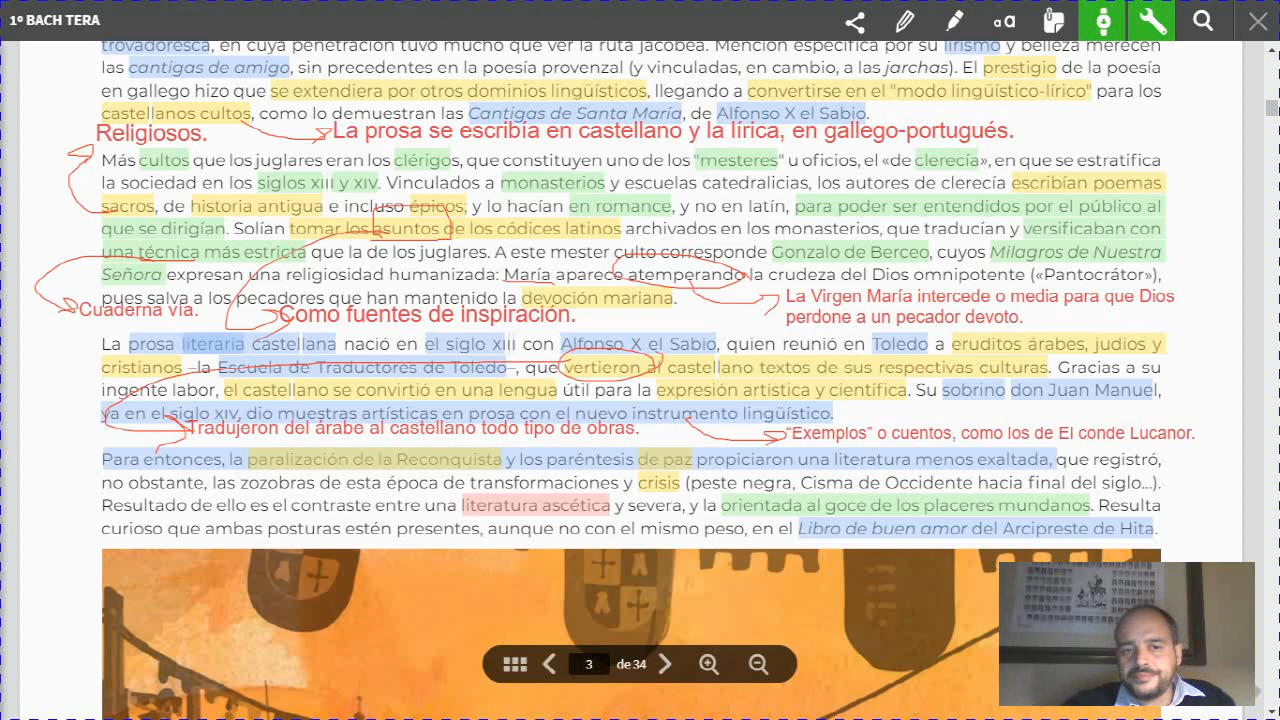 1º BACH TERA
trovadoresca, en cuya penetración tuvo mucho que ver la ruta jacobea. Mención específica por su lirismo y belleza merecen
las cantigas de amigo, sin precedentes en la poesía provenzal (y vinculadas, en cambio, a las jarchas). El prestigio de la poesía
en gallego hizo que se extendiera por otros dominios lingüísticos, llegando a convertirse en el "modo lingüístico-lírico" para los
castellanos cultos, como lo demuestran las Cantigas de Santa María, de Alfonso X el Sabio.
Religiosos.
La prosa se escribía en castellano y la lírica, en gallego-portugués.
Más cultos que los juglares eran los clérigos, que constituyen uno de los "mesteres" u oficios, el «de clerecía», en que se estratifica
la sociedad en los siglos XIII y XIV. Vinculados a monasterios y escuelas catedralicias, los autores de clerecía escribían poemas
sacros, de historia antigua e incluso épicos; y lo hacían en romance, y no en latín, para poder ser entendidos por el público al
que se dirigían. Solían tomar los asuntos de los códices latinos archivados en los monasterios, que traducían y versificaban con
una técnica más estricta que la de los juglares. A este mester culto corresponde Gonzalo de Berceo, cuyos Milagros de Nuestra
Señora expresan una religiosidad humanizada: María aparece atemperando la crudeza del Dios omnipotente («Pantocrátor»),
pues salva a los pecadores que han mantenido la devoción mariana.
La Virgen María intercede o media para que Dios
perdone a un pecador devoto.
Cuaderna vía.
Como fuentes de inspiración.
La prosa literaria castellana nació en el siglo XIII con Alfonso X el Sabio, quien reunió en Toledo a eruditos árabes, judíos y
cristianos –la Escuela de Traductores de Toledo–, que vertieron al castellano textos de sus respectivas culturas. Gracias a su
ingente labor, el castellano se convirtió en una lengua útil para la expresión artística y científica. Su sobrino don Juan Manuel,
ya en el siglo XIV, dio muestras artísticas en prosa con el nuevo instrumento lingüístico.
Tradujeron del árabe al castellano todo tipo de obras.
“Exemplos” o cuentos, como los de El conde Lucanor.
Para entonces, la paralización de la Reconquista y los paréntesis de paz propiciaron una literatura menos exaltada, que registró,
no obstante, las zozobras de esta época de transformaciones y crisis (peste negra, Cisma de Occidente hacia final del siglo...).
Resultado de ello es el contraste entre una literatura ascética y severa, y la orientada al goce de los placeres mundanos. Resulta
curioso que ambas posturas estén presentes, aunque no con el mismo peso, en el Libro de buen amor del Arcipreste de Hita.
3 de 34